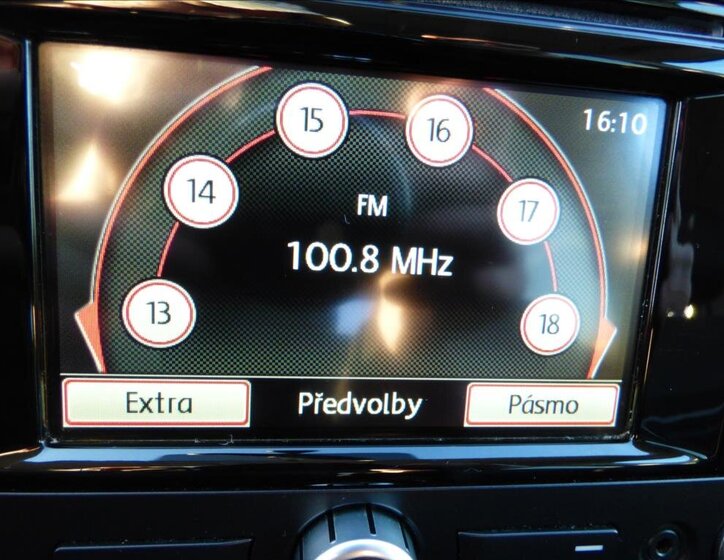 16:10
15
16
14
17
FM
100.8 MHz
13
18
Extra
Předvolby
Pásmo